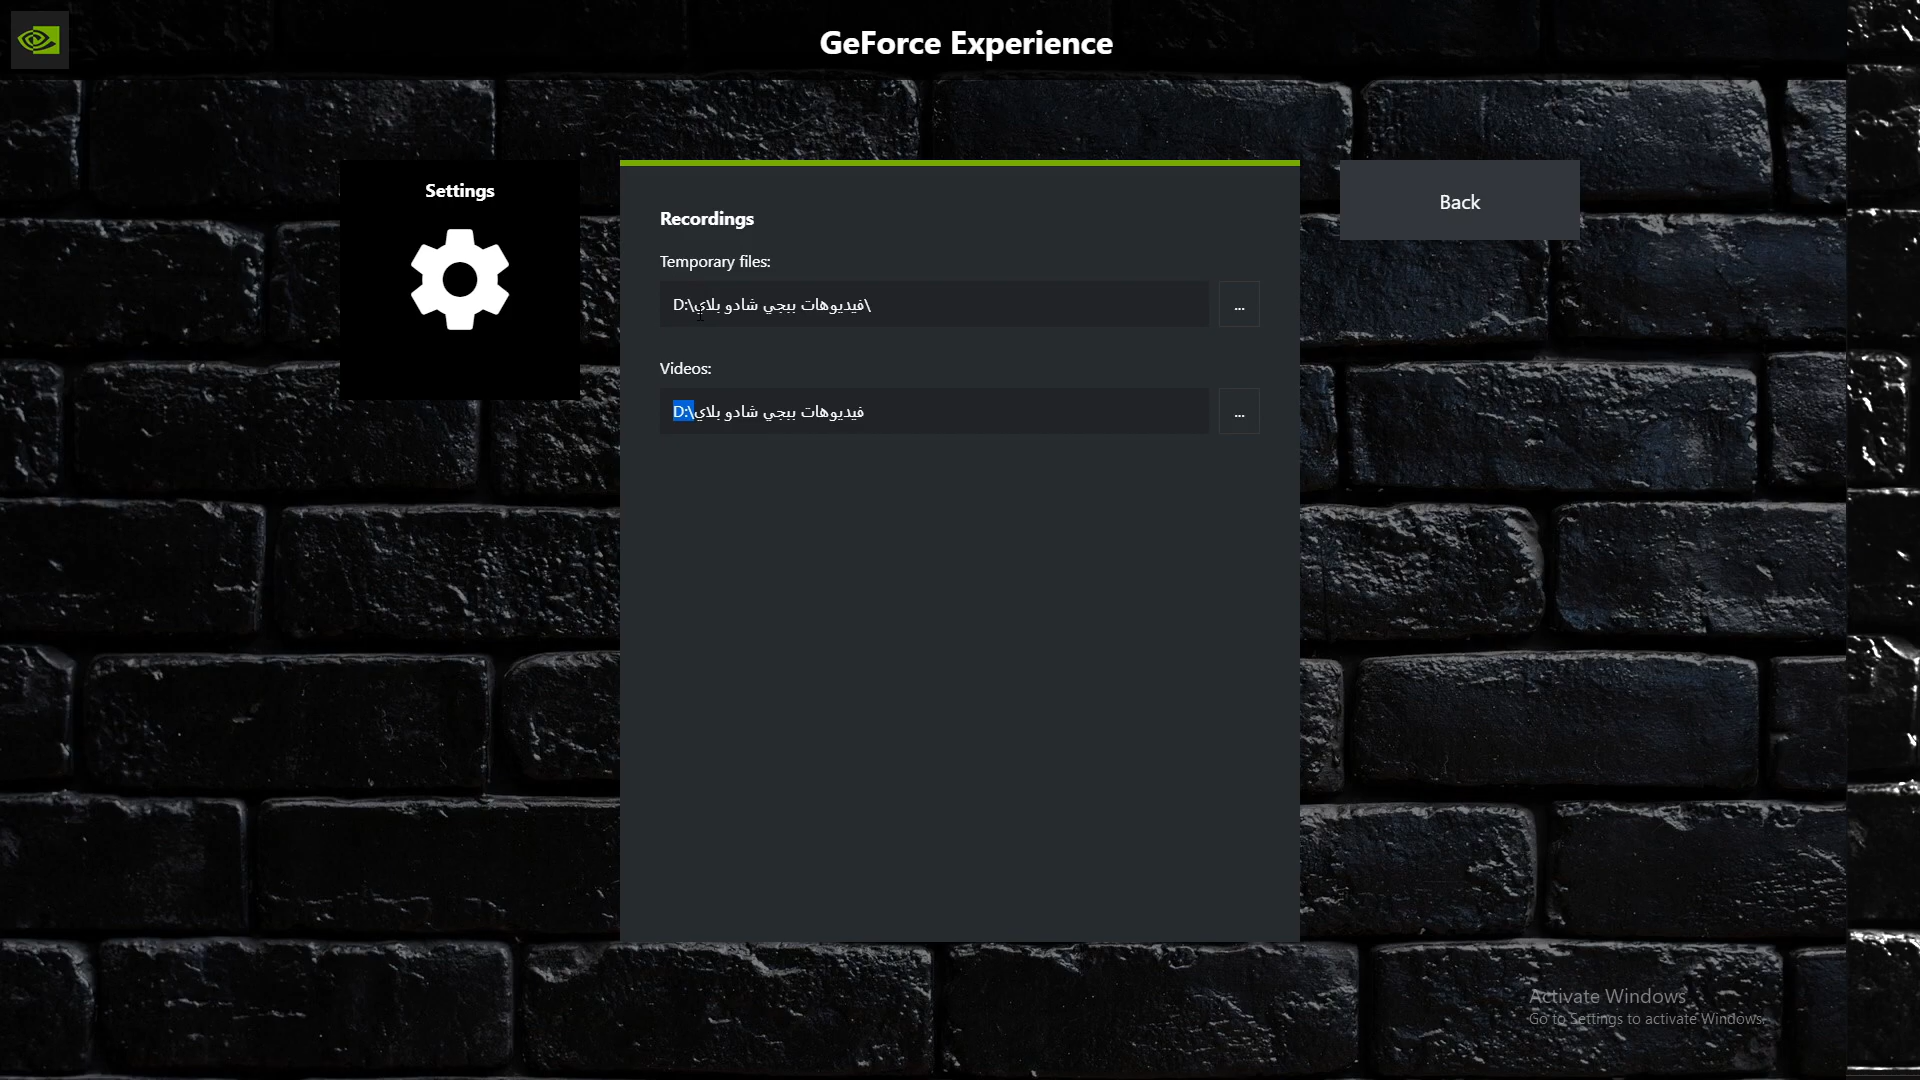 GeForce Experience
Settings
Recordings
Temporary files:
D:\فيديوهات ببجي شادو بلاي\
...
Videos:
D:\فيديوهات ببجي شادو بلاي
...
Back
Activate Windows
Go to Settings to activate Windows.